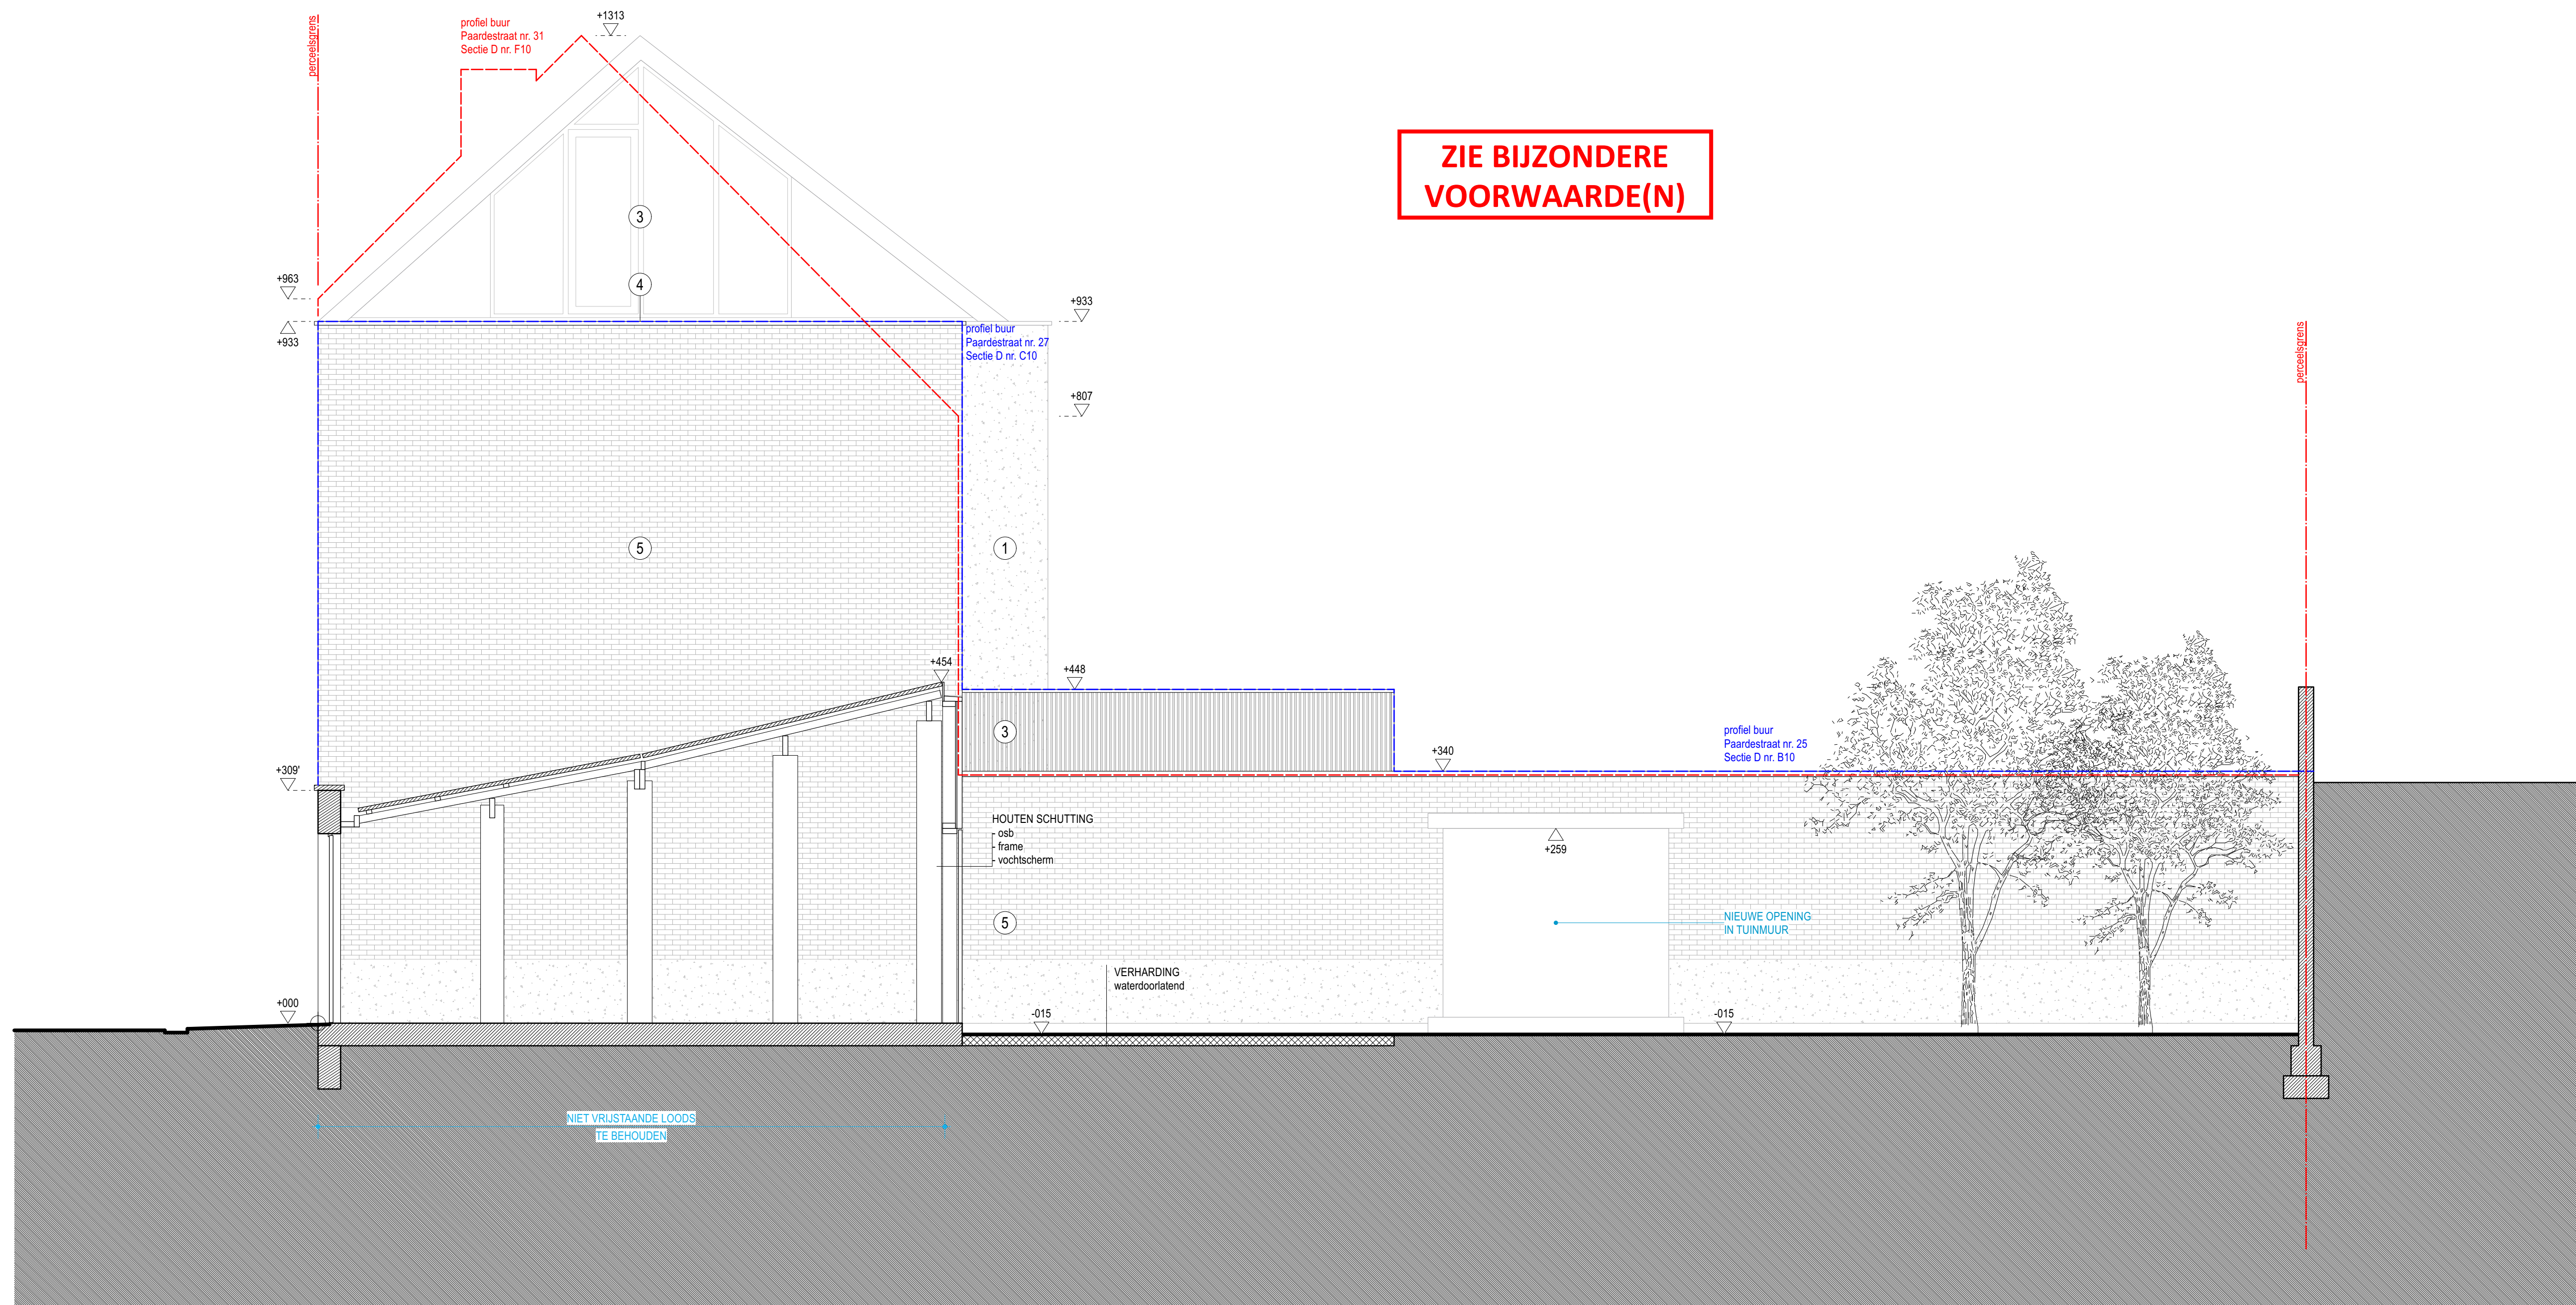 +1313
perceelsgrens
profiel buur
Paardestraat nr. 31
Sectie D nr. F10
ZIE BIJZONDERE
VOORWAARDE(N)
3
4
+963
+933
+933
profiel buur
Paardestraat nr. 27
Sectie D nr. C10
perceelsgrens
+807
5
1
+454
+448
3
profiel buur
Paardestraat nr. 25
Sectie D nr. B10
+340
+309'
HOUTEN SCHUTTING
- osb
- frame
- vochtscherm
+259
5
NIEUWE OPENING
IN TUINMUUR
VERHARDING
waterdoorlatend
+000
-015
-015
NIET VRIJSTAANDE LOODS
TE BEHOUDEN